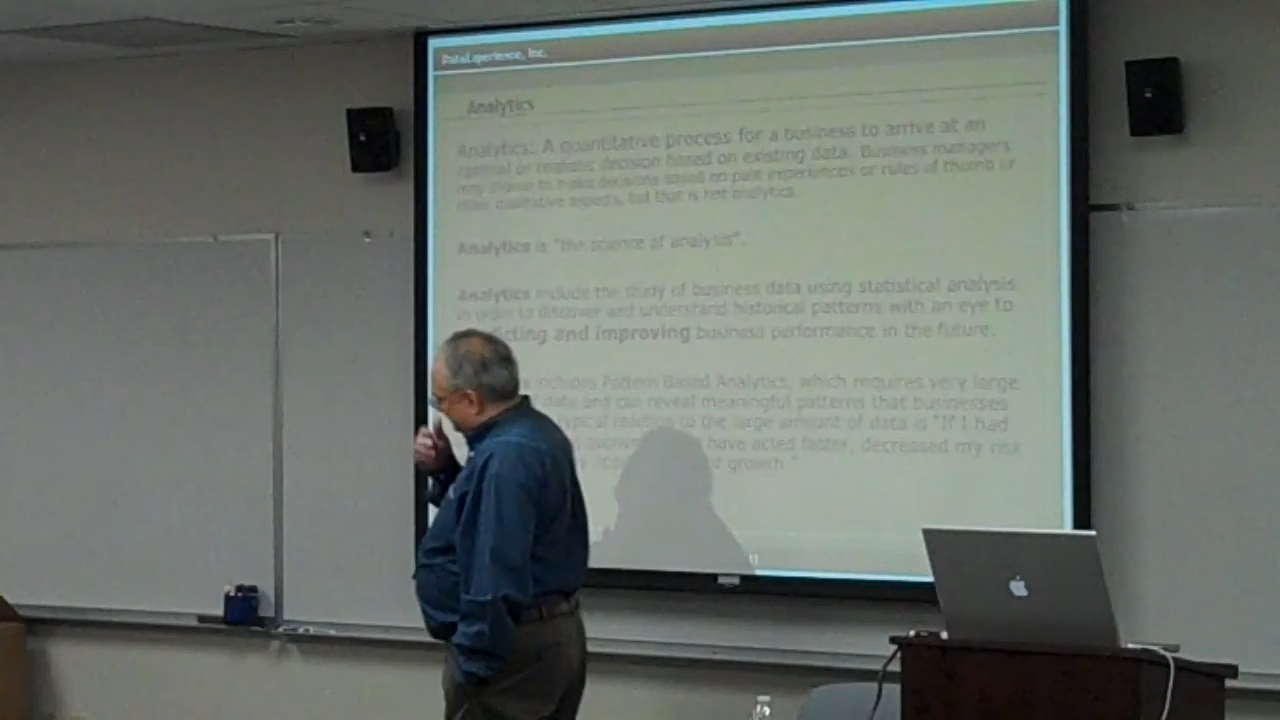 DataExperience, Inc.
Analytics
Analytics: A quantitative process for a business to arrive at an
optimal or realistic decision based on existing data. Business managers
may choose to make decisions based on past experiences or rules of thumb or
other qualitative aspects, but that is not analytics.
Analytics is "the science of analysis".
Analytics include the study of business data using statistical analysis
in order to discover and understand historical patterns with an eye to
and improving business performance in the future.
includes Pattern Based Analytics, which requires very large
data and can reveal meaningful patterns that businesses
typical reaction to the large amount of data is "If I had
have acted faster, decreased my risk
growth."